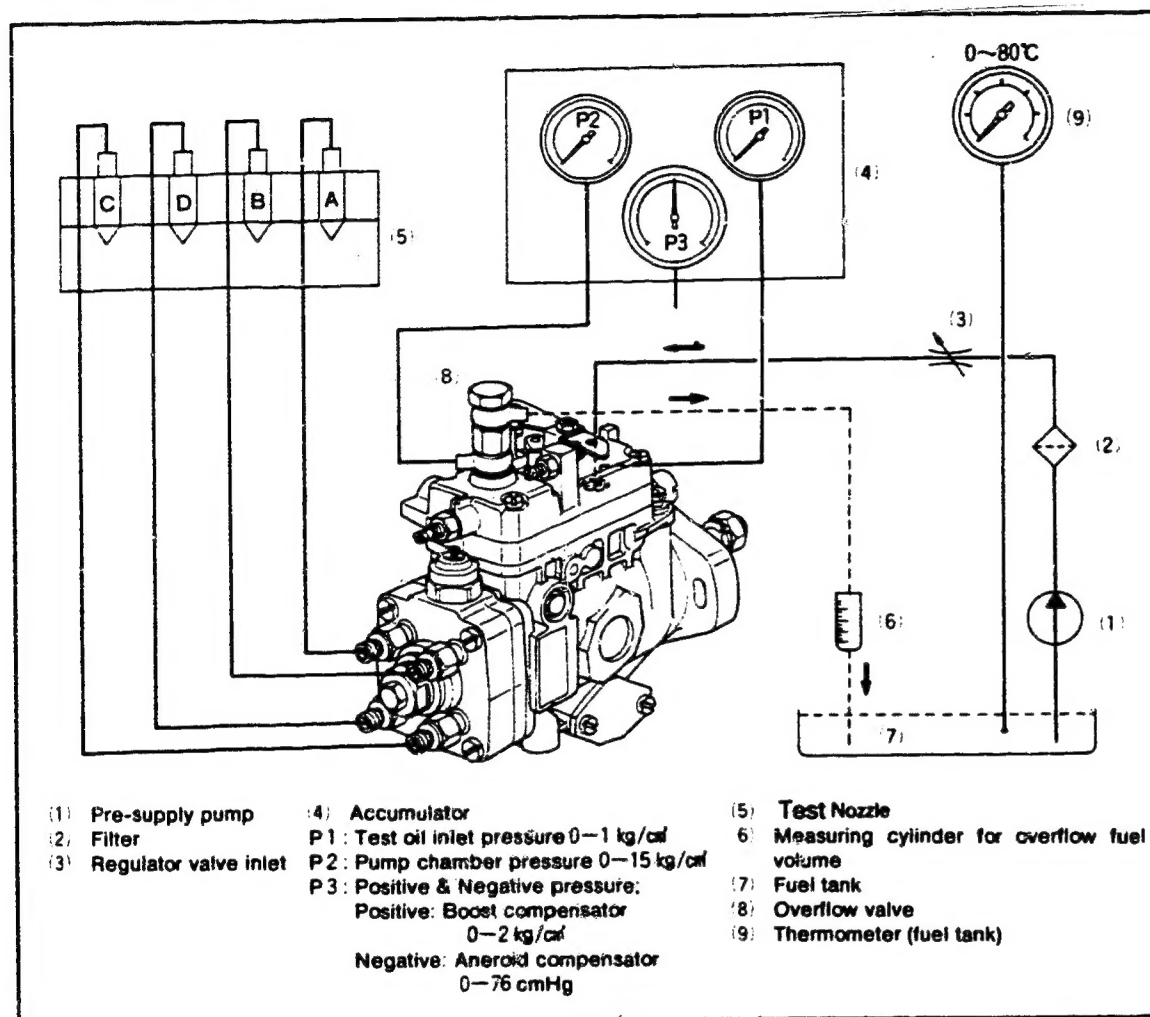 0~80℃
P2
P1
(9)
(4)
C D B A
P3
(5)
(3)
(8)
(2)
(6)
(1)
(7)
(1) Pre-supply pump
(2) Filter
(3) Regulator valve inlet
(4) Accumulator
P1 : Test oil inlet pressure 0—1 kg/cm²
P2 : Pump chamber pressure 0—15 kg/cm²
P3 : Positive & Negative pressure;
Positive: Boost compensator
0—2 kg/cm²
Negative: Aneroid compensator
0—76 cmHg
(5) Test Nozzle
6) Measuring cylinder for overflow fuel
volume
(7) Fuel tank
(8) Overflow valve
(9) Thermometer (fuel tank)